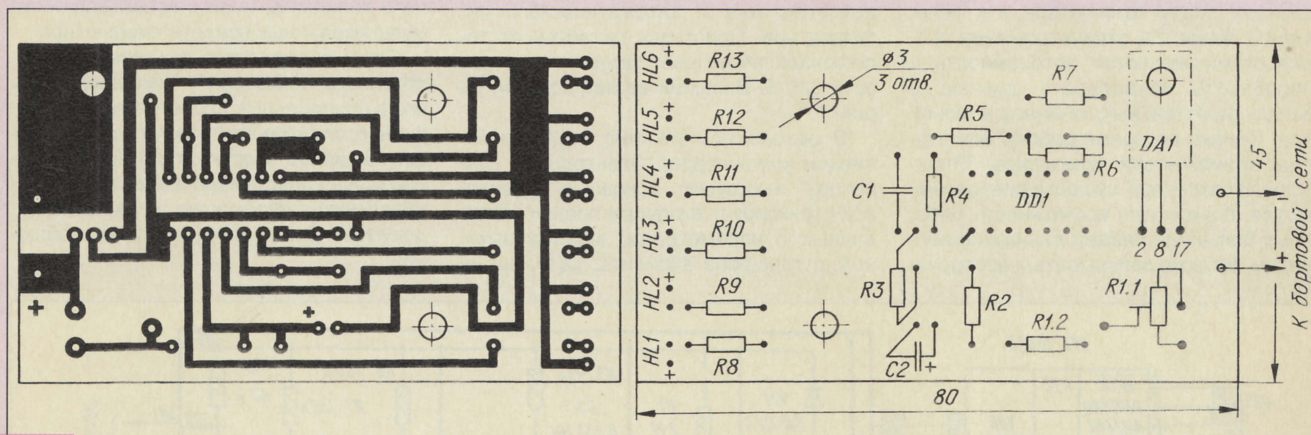 +
+
HL6
+
R13
ø3
3 отв.
R7
HL5
+
R12
R5
DA1
R6
HL4
+
R11
C1
R4
DD1
45
HL3
+
R10
2 8 17
–
+
К бортовой сети
HL2
+
R9
R3
R2
R1.1
HL1
+
R8
C2
+
R1.2
80